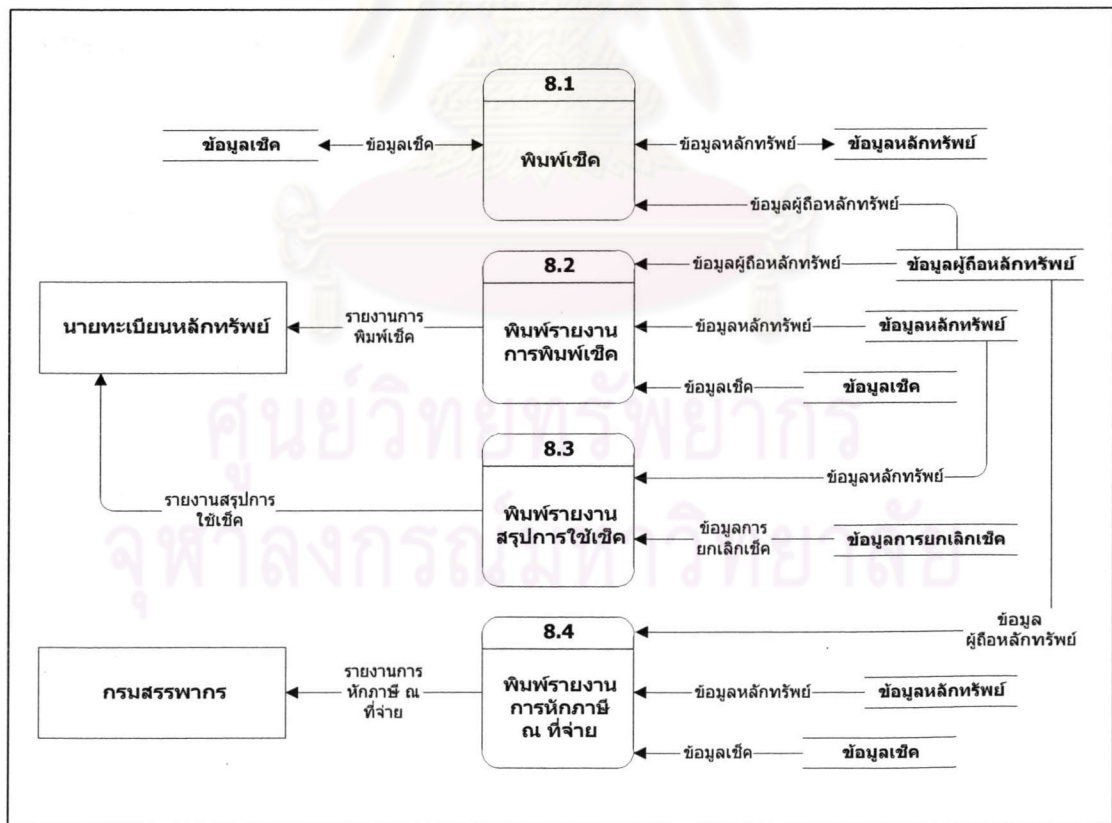 8.1
ข้อมูลเช็ค
ข้อมูลเช็ค
พิมพ์เช็ค
ข้อมูลหลักทรัพย์
ข้อมูลหลักทรัพย์
ข้อมูลผู้ถือหลักทรัพย์
8.2
ข้อมูลผู้ถือหลักทรัพย์
ข้อมูลผู้ถือหลักทรัพย์
นายทะเบียนหลักทรัพย์
รายงานการ
พิมพ์เช็ค
พิมพ์รายงาน
การพิมพ์เช็ค
ข้อมูลหลักทรัพย์
ข้อมูลหลักทรัพย์
ข้อมูลเช็ค
ข้อมูลเช็ค
ศูนย์วิทยทรัพยากร
8.3
ข้อมูลหลักทรัพย์
รายงานสรุปการ
ใช้เช็ค
พิมพ์รายงาน
สรุปการใช้เช็ค
ข้อมูลการ
ยกเลิกเช็ค
ข้อมูลการยกเลิกเช็ค
จุฬาลงกรณ์มหาวิทยาลัย
8.4
ข้อมูล
ผู้ถือหลักทรัพย์
กรมสรรพากร
รายงานการ
หักภาษี ณ
ที่จ่าย
พิมพ์รายงาน
การหักภาษี
ณ ที่จ่าย
ข้อมูลหลักทรัพย์
ข้อมูลหลักทรัพย์
ข้อมูลเช็ค
ข้อมูลเช็ค